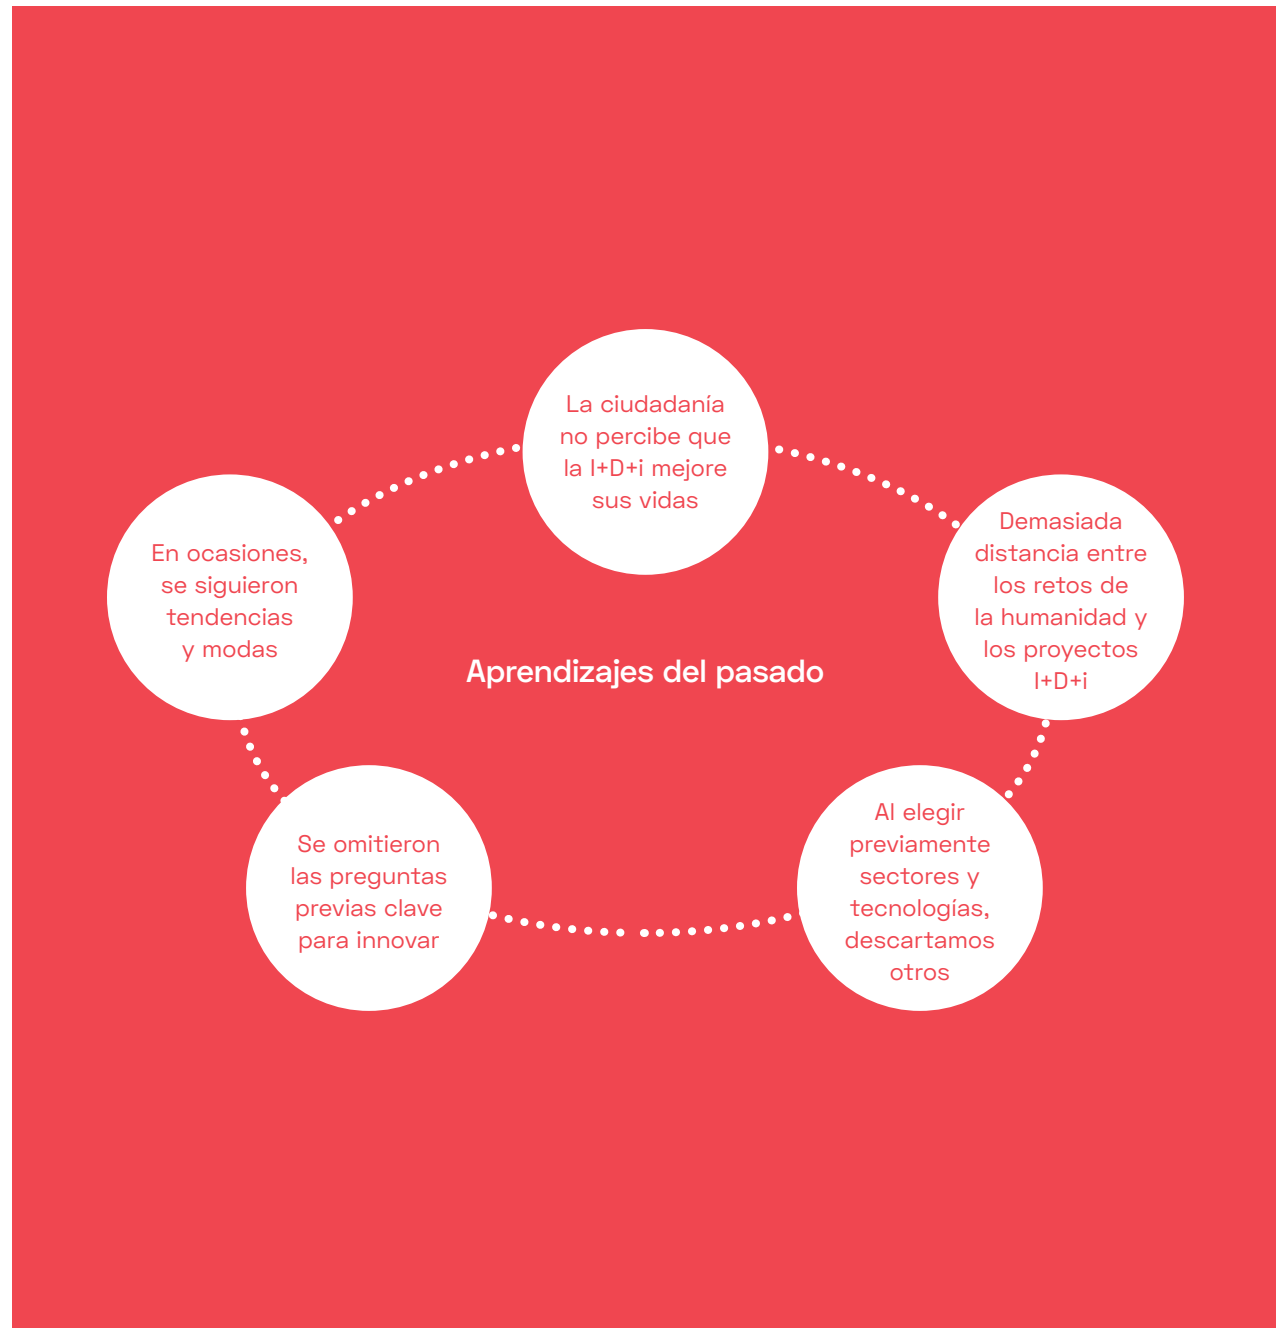 La ciudadanía
no percibe que
la I+D+i mejore
sus vidas
Demasiada
distancia entre
los retos de
la humanidad y
los proyectos
I+D+i
En ocasiones,
se siguieron
tendencias
y modas
Aprendizajes del pasado
Al elegir
previamente
sectores y
tecnologías,
descartamos
otros
Se omitieron
las preguntas
previas clave
para innovar